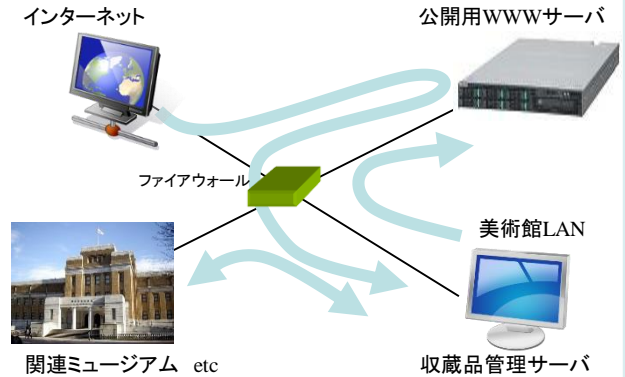 インターネット
公開用WWWサーバ
ファイアウォール
美術館LAN
関連ミュージアム etc
収蔵品管理サーバ